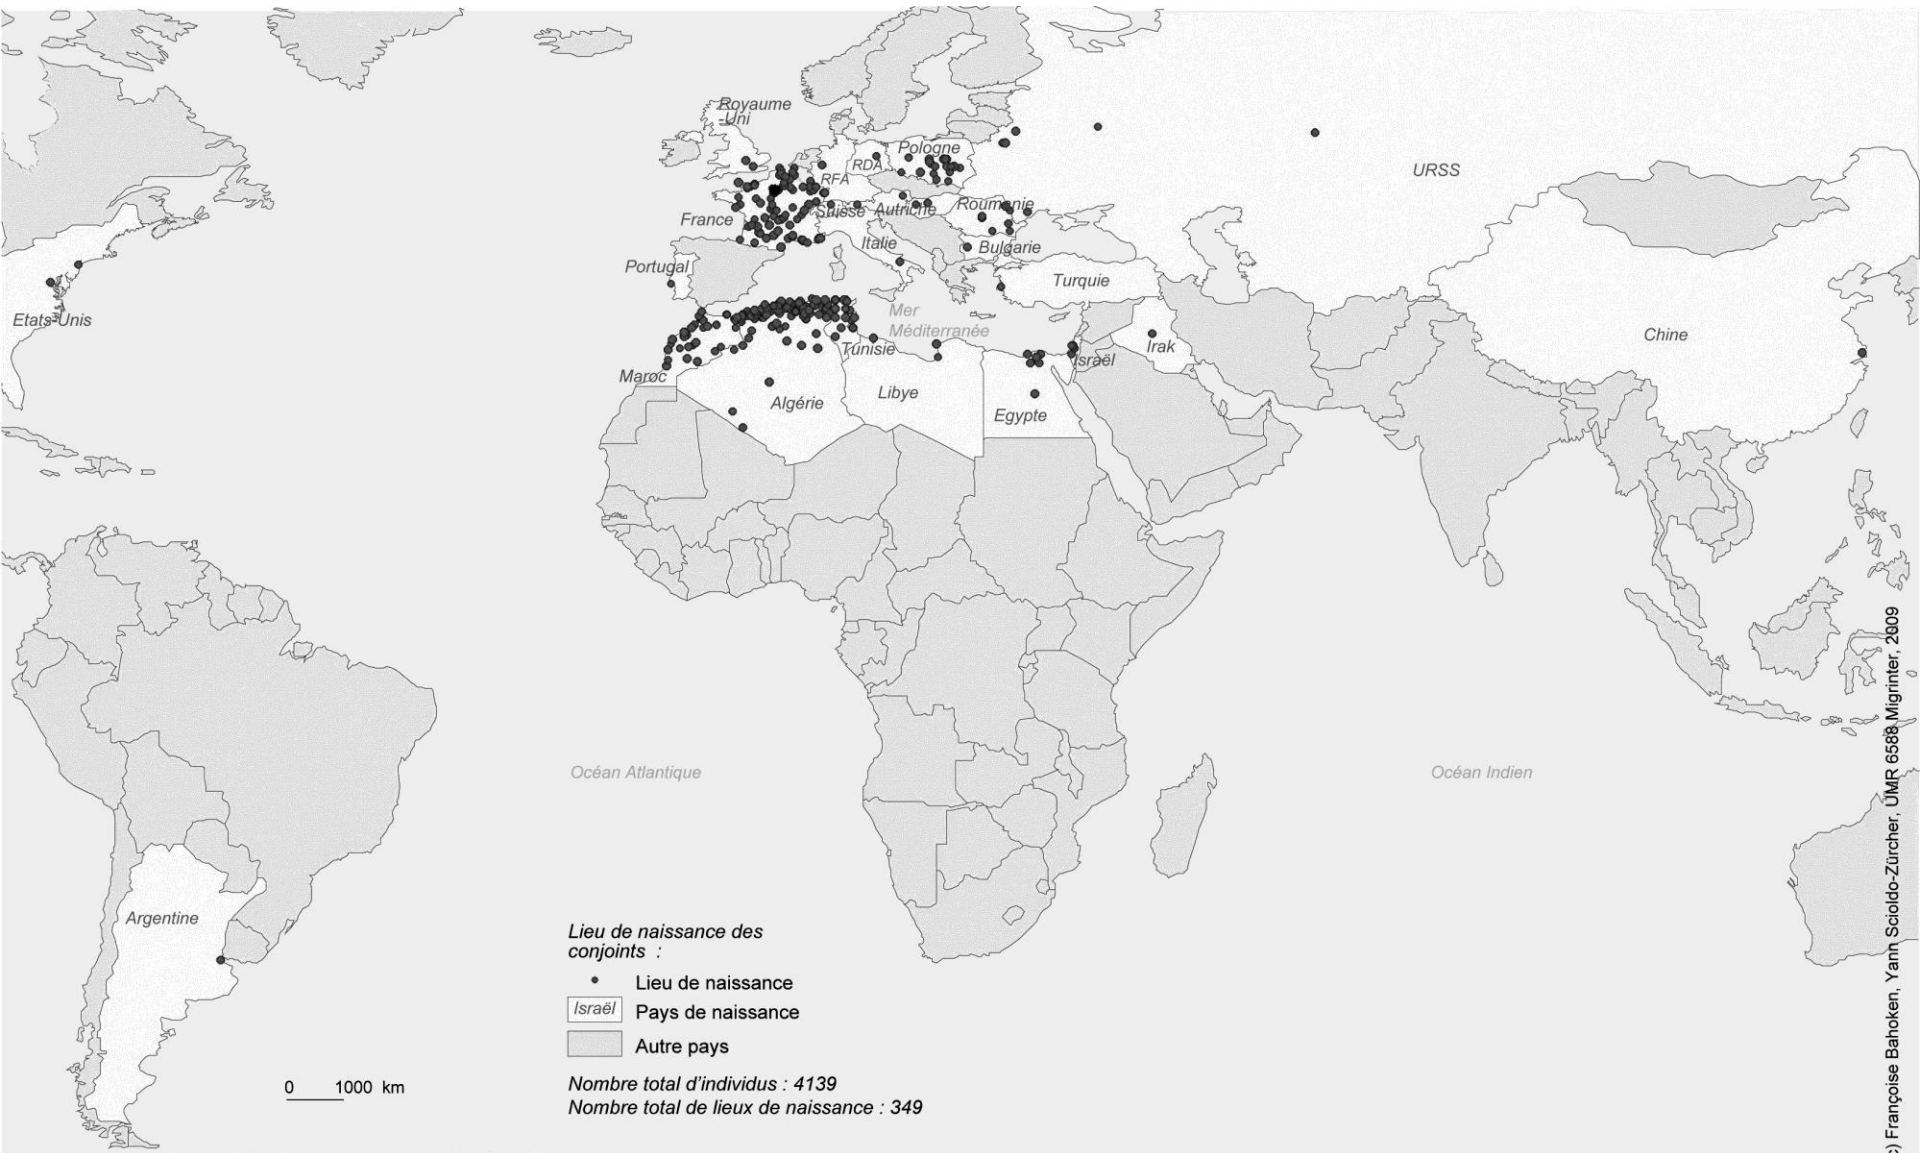 Royaume
-Uni
Pologne
RDA
RFA
URSS
France
Suisse
Autriche
Roumanie
Italie
Bulgarie
Portugal
Turquie
Etats-Unis
Mer
Méditerranée
Chine
Tunisie
Israël
Irak
Maroc
Algérie
Libye
Egypte
Océan Atlantique
Océan Indien
Argentine
Lieu de naissance des
conjoints :
Lieu de naissance
Israël
Pays de naissance
Autre pays
0 1000 km
Nombre total d'individus : 4139
Nombre total de lieux de naissance : 349
c) Françoise Bahoken, Yann Scioldo-Zürcher, UMR 6588 Migrinter, 2009